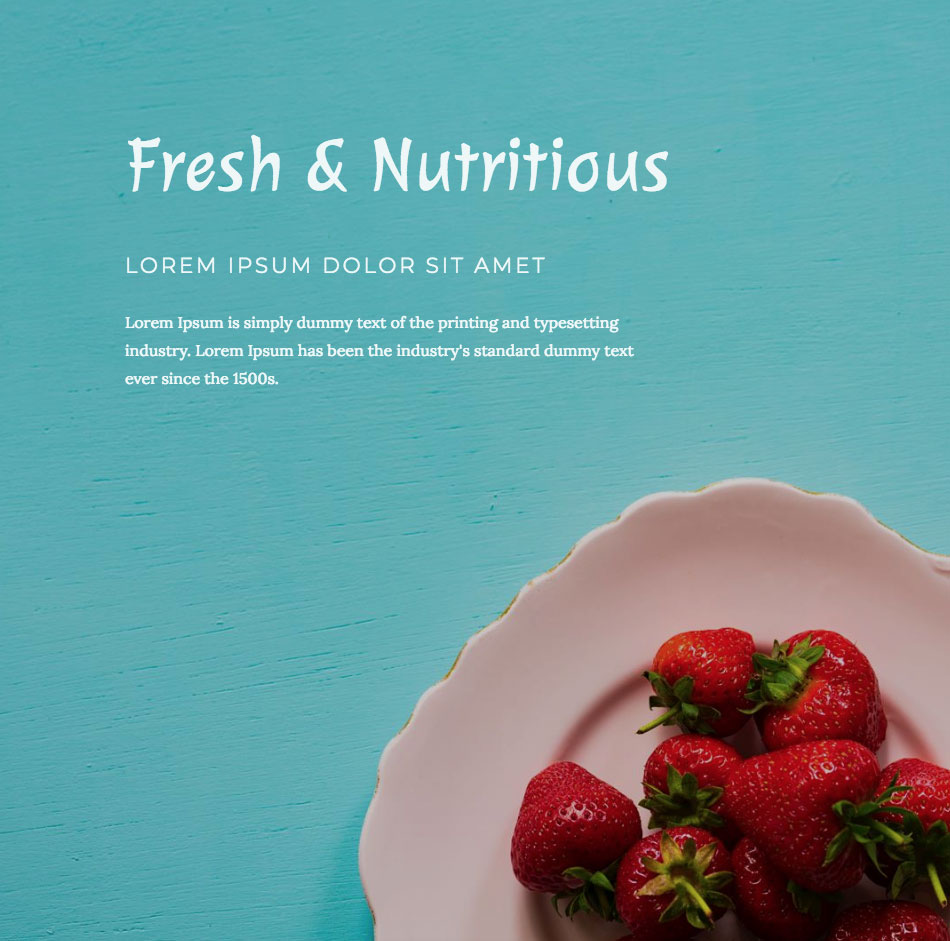 Fresh & Nutritious
LOREM IPSUM DOLOR SIT AMET
Lorem Ipsum is simply dummy text of the printing and typesetting
industry. Lorem Ipsum has been the industry's standard dummy text
ever since the 1500s.